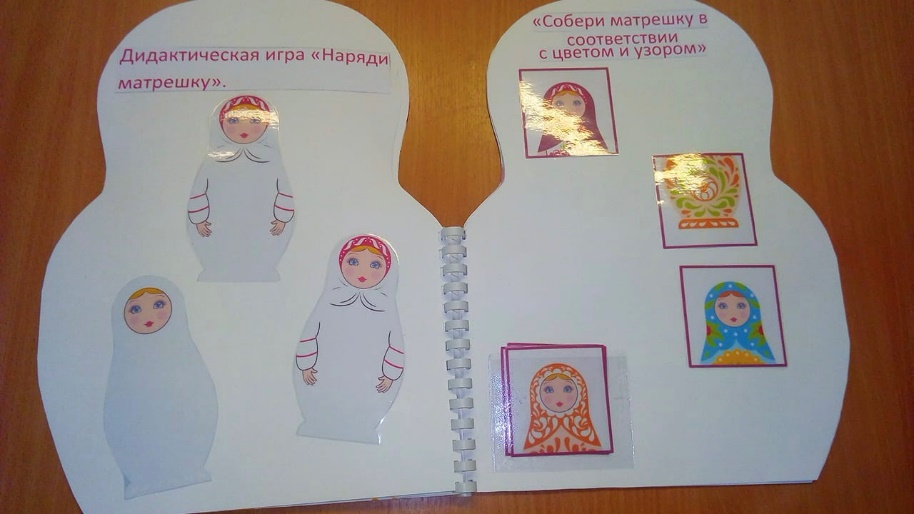 Дидактическая игра «Наряди
матрешку».
«Собери матрешку в
соответствии
с цветом и узором»